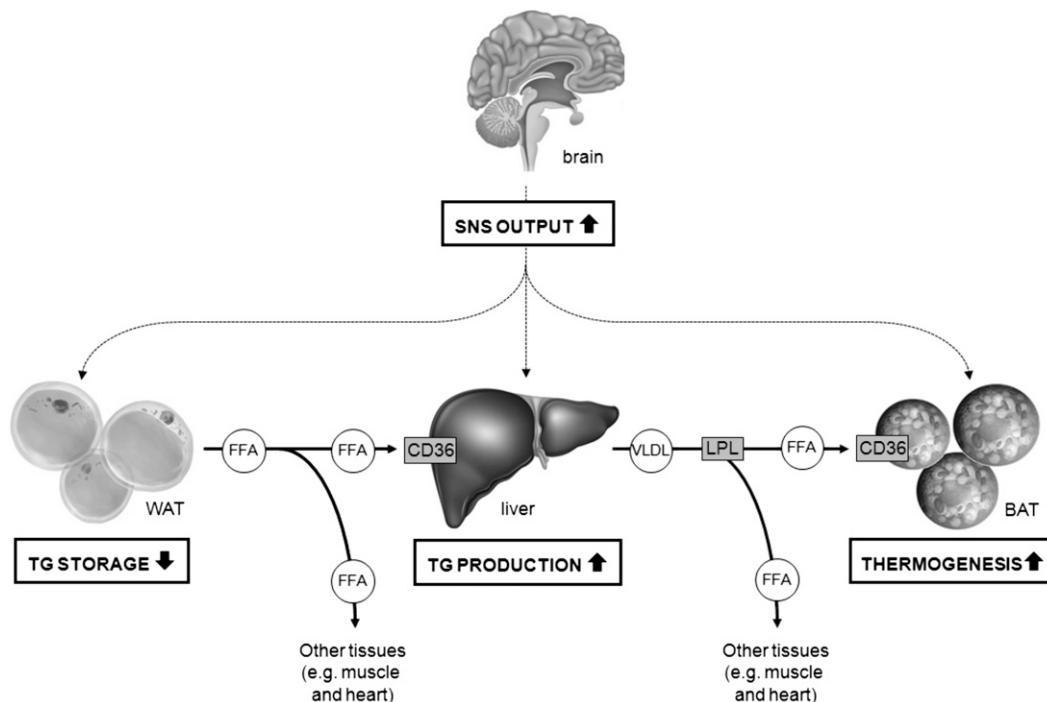 brain
SNS OUTPUT
FFA
FFA
CD36
VLDL
LPL
FFA
CD36
WAT
liver
BAT
TG STORAGE
TG PRODUCTION
THERMOGENESIS
FFA
FFA
Other tissues
(e.g. muscle
and heart)
Other tissues
(e.g. muscle
and heart)